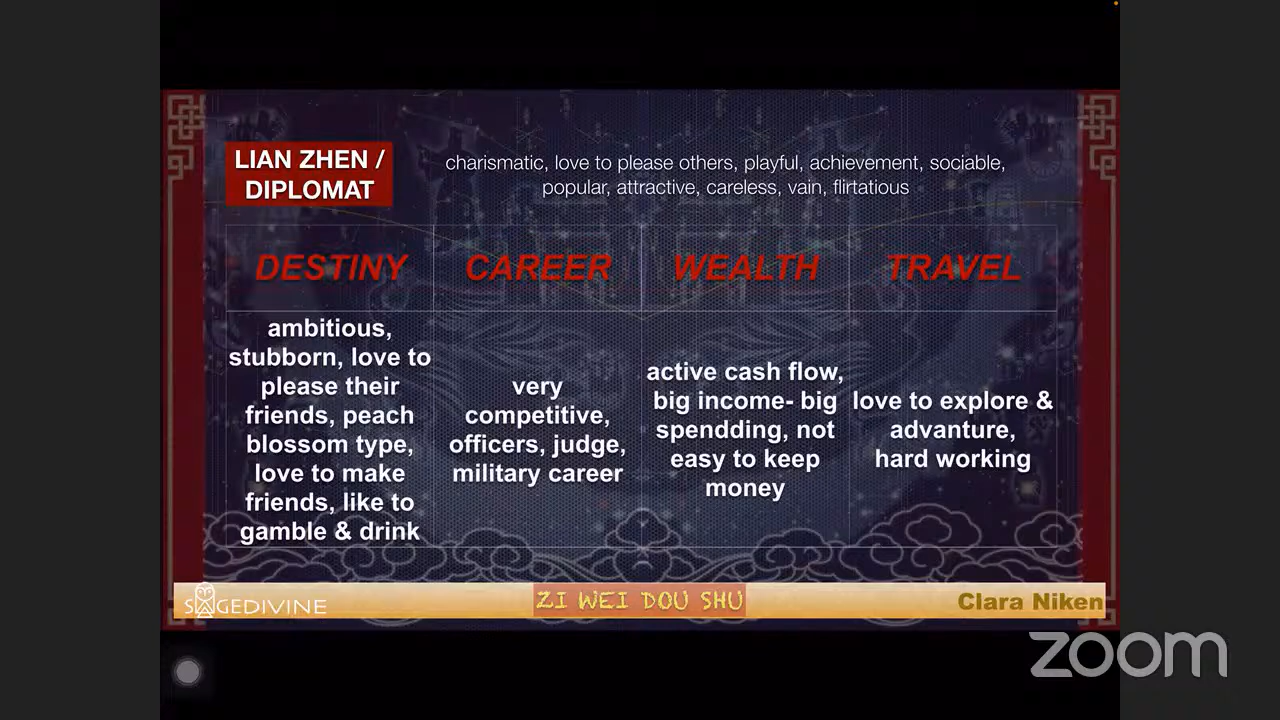 LIAN ZHEN /
DIPLOMAT
charismatic, love to please others, playful, achievement, sociable,
popular, attractive, careless, vain, flirtatious
DESTINY
CAREER
WEALTH
TRAVEL
ambitious,
stubborn, love to
please their
friends, peach
blossom type,
love to make
friends, like to
gamble & drink
very
competitive,
officers, judge,
military career
active cash flow,
big income- big
spendding, not
easy to keep
money
love to explore &
advanture,
hard working
SAGEDIVINE
ZI WEI DOU SHU
Clara Niken
zoom